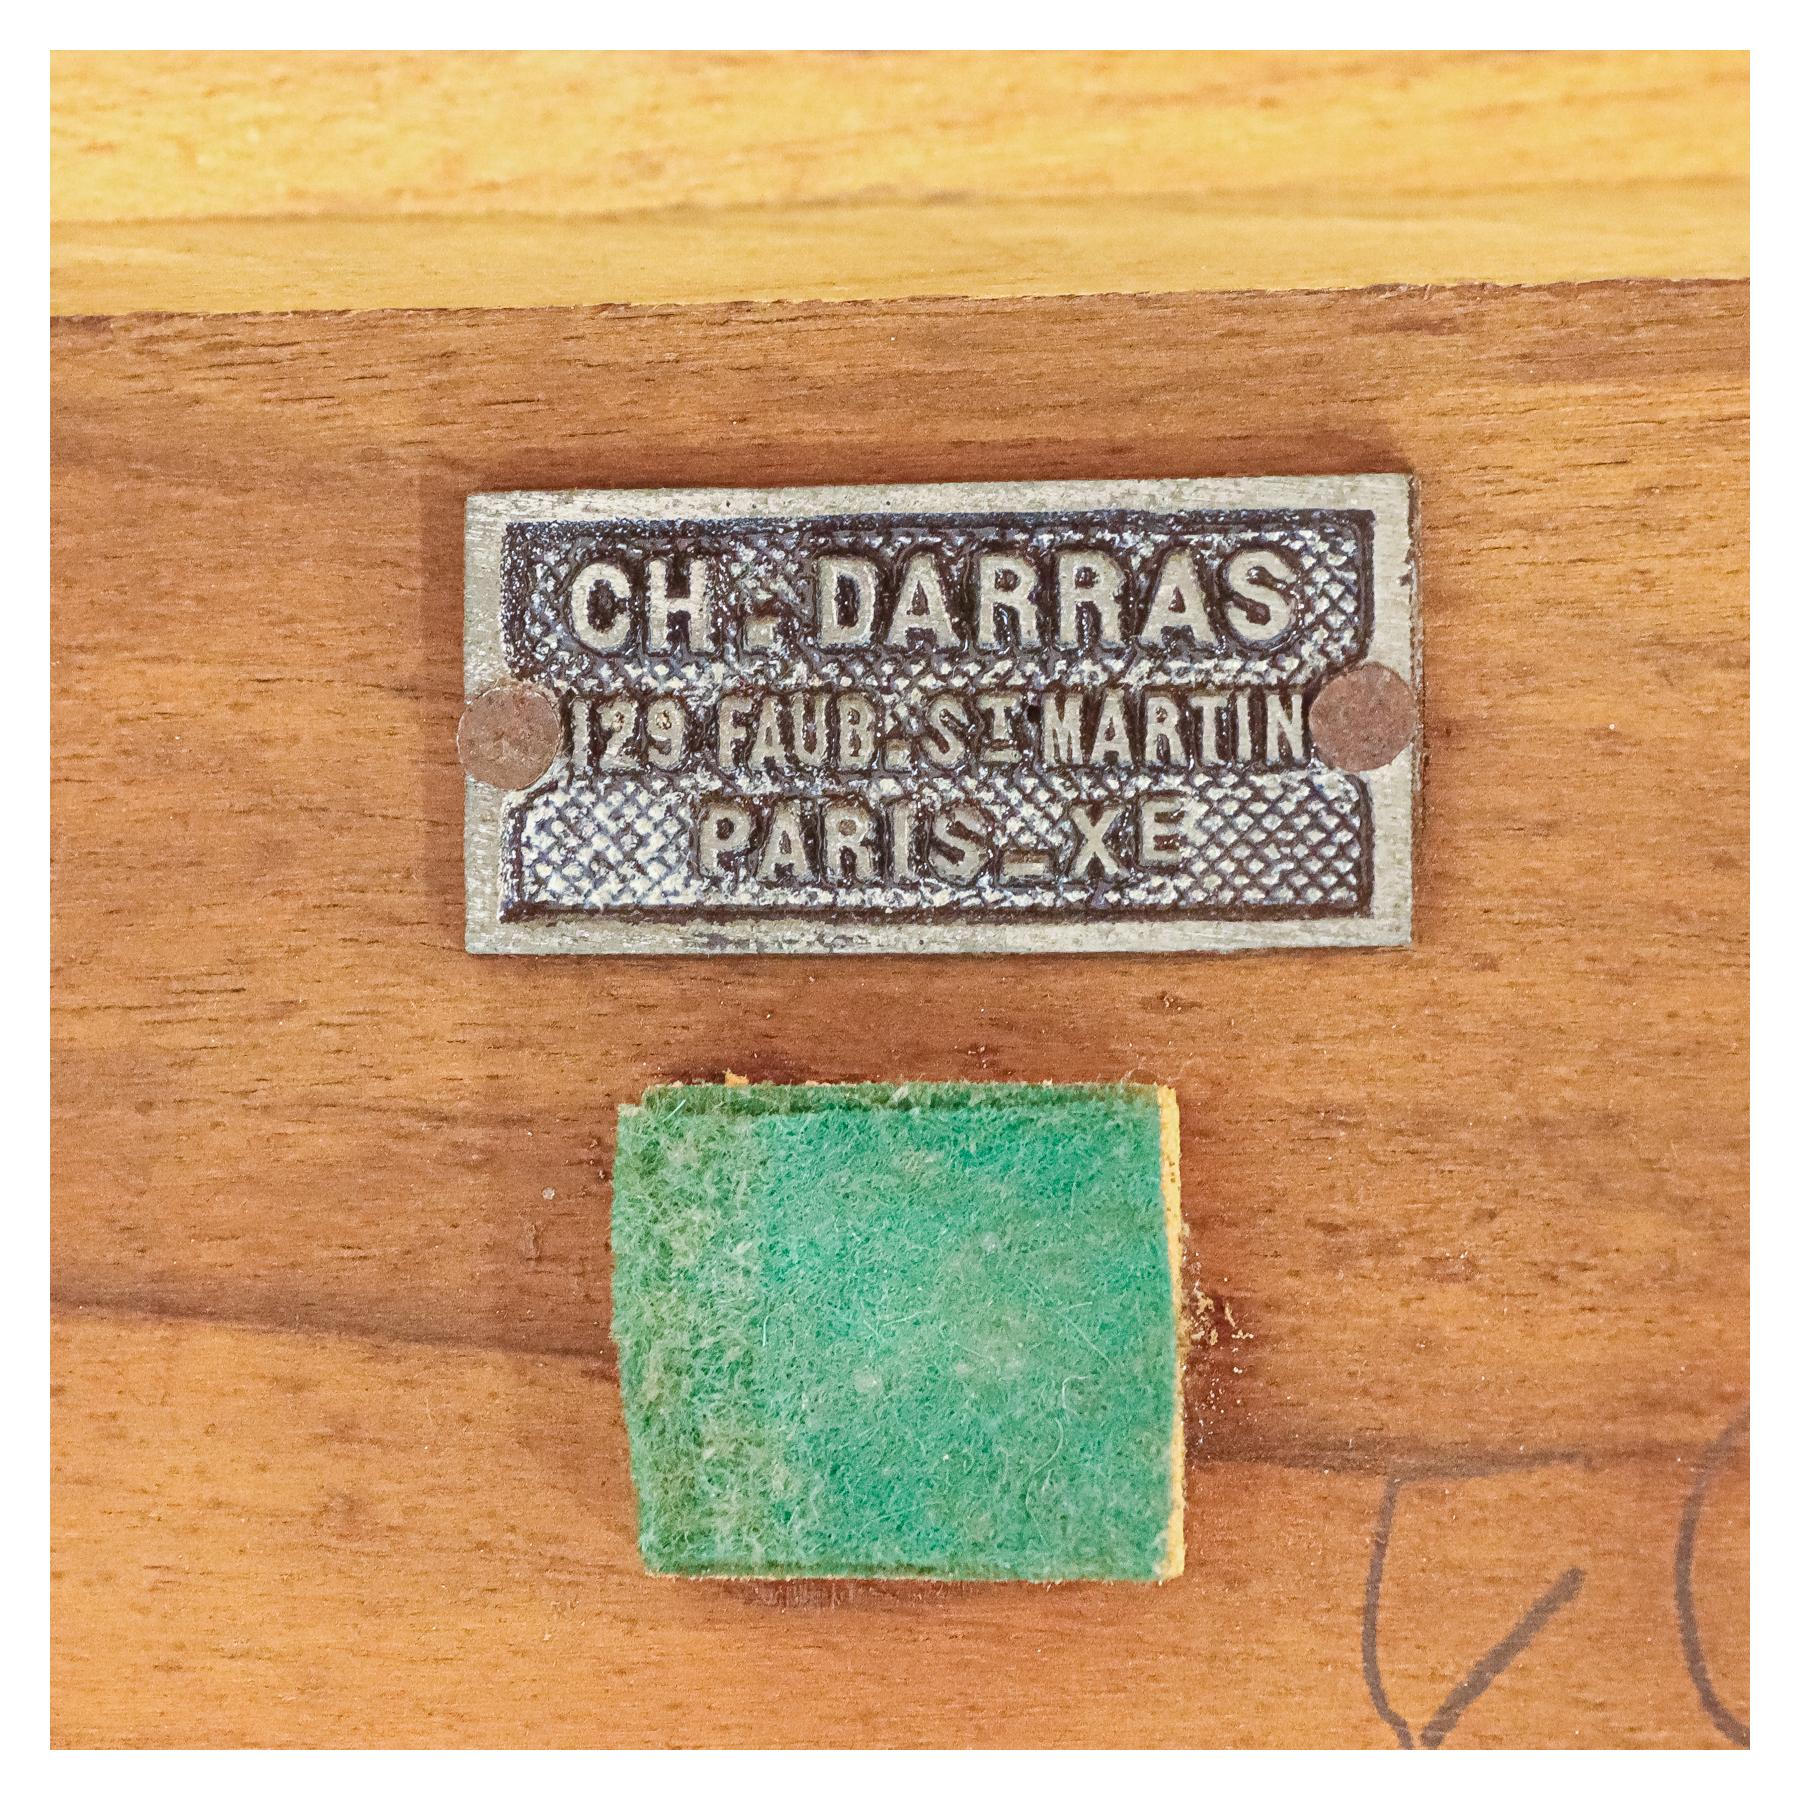 CH. DARRAS
129 FAUB. ST MARTIN
PARIS_XE